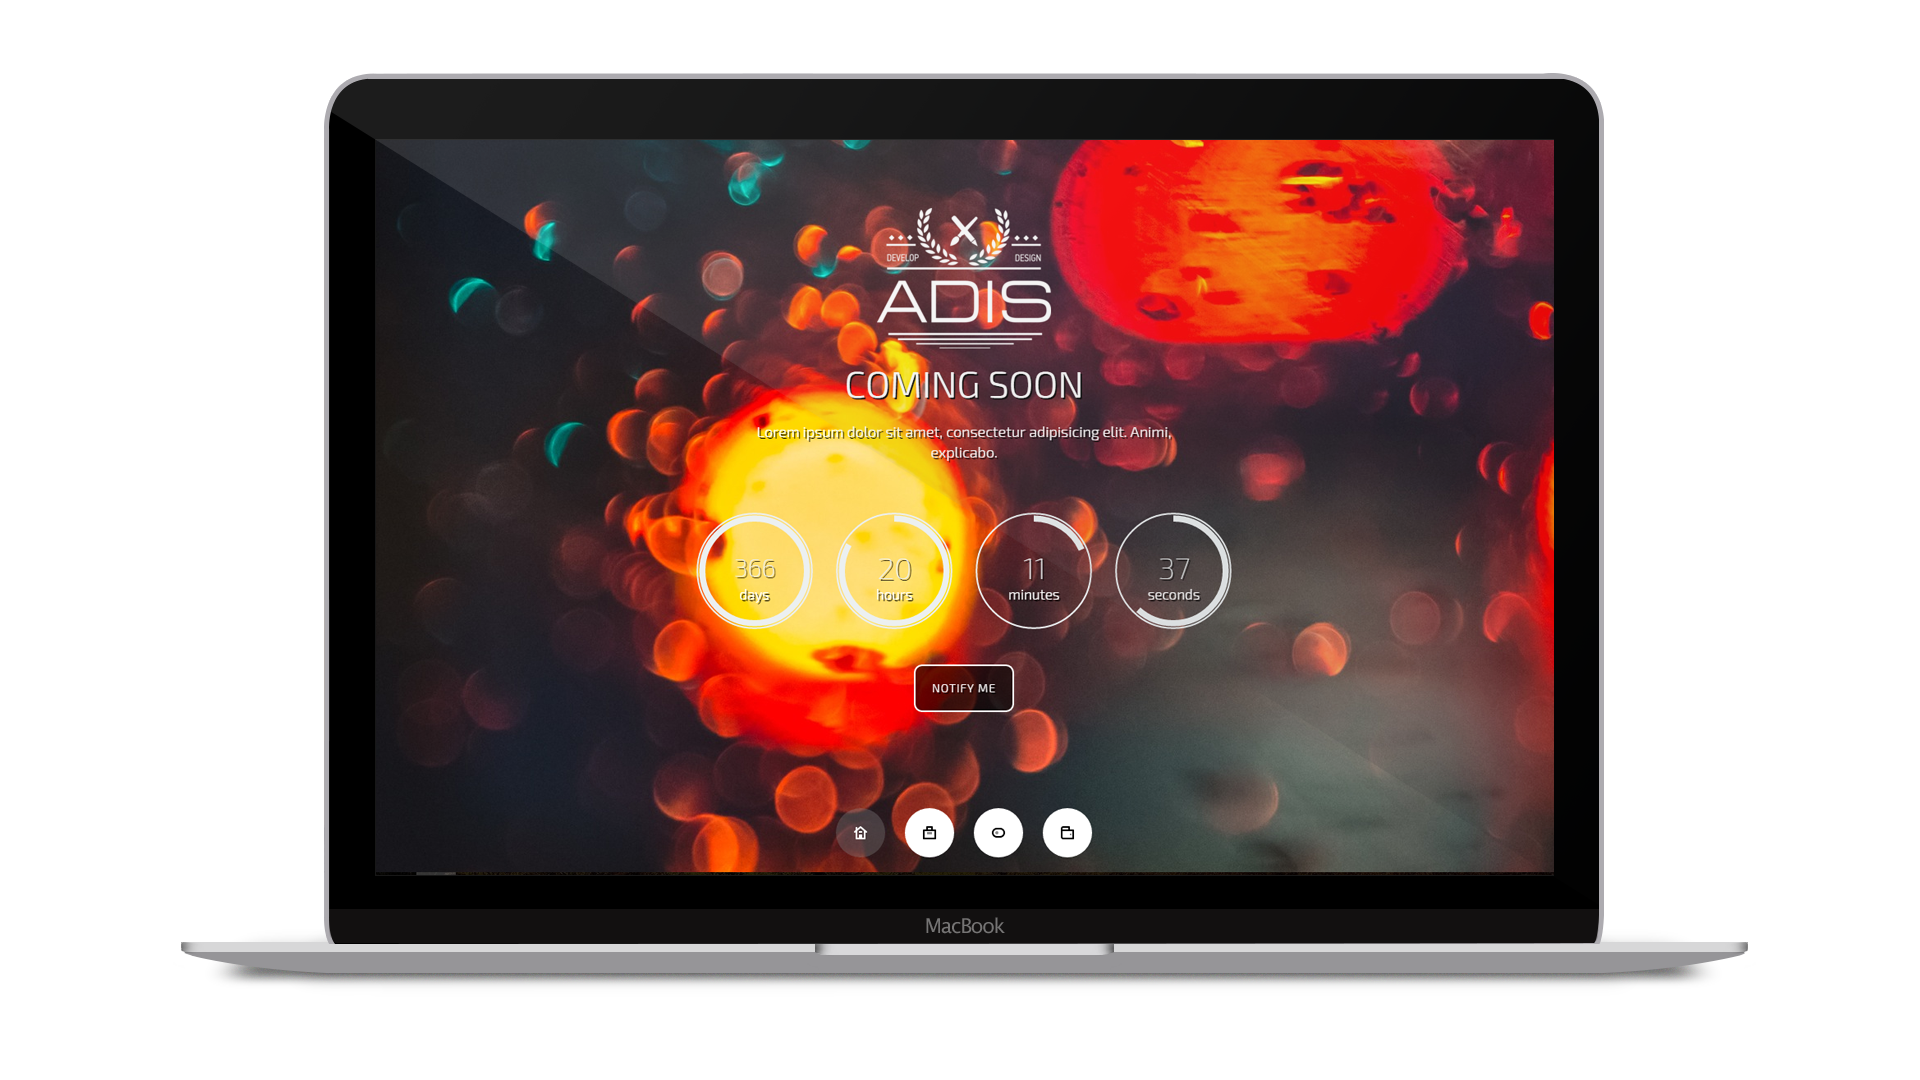 DEVELOP DESIGN
ADIS
COMING SOON
Lorem ipsum dolor sit amet, consectetur adipisicing elit. Animi,
explicabo.
366 20 11 37
days hours minutes seconds
NOTIFY ME
MacBook